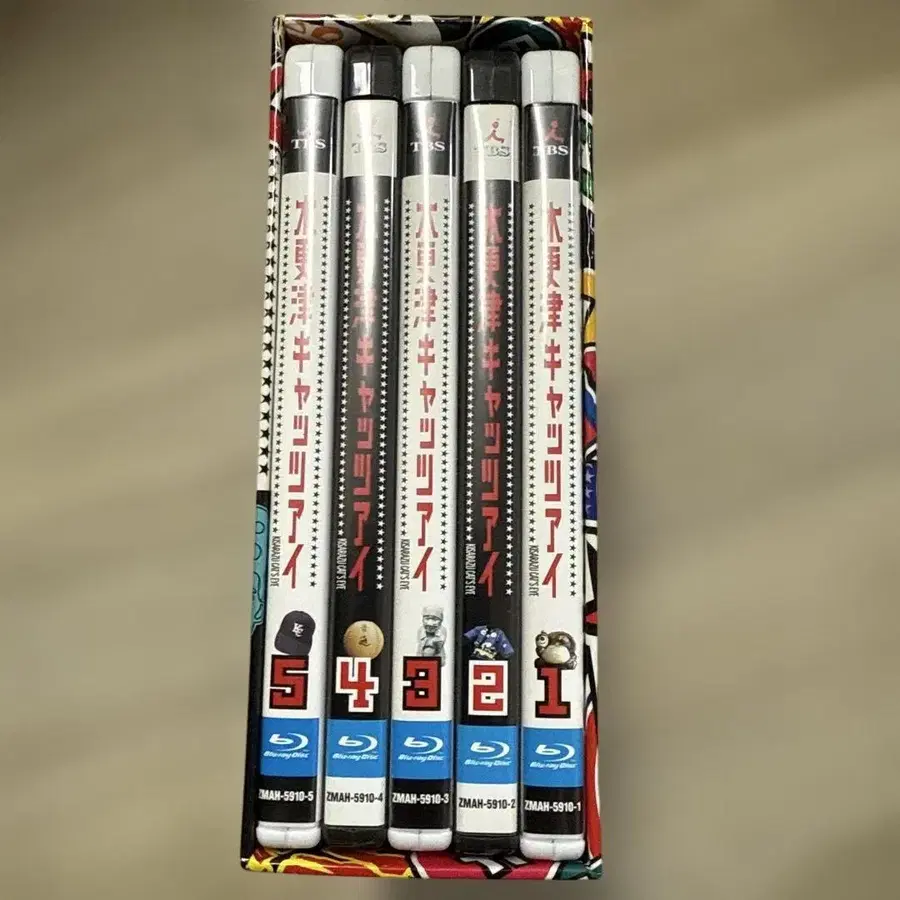 TBS
木更津キャッツアイ
KISARAZU CAT'S EYE
KC
5
Blu-ray Disc
ZMAH-5910-5
TBS
木更津キャッツアイ
KISARAZU CAT'S EYE
4
Blu-ray Disc
ZMAH-5910-4
TBS
木更津キャッツアイ
KISARAZU CAT'S EYE
3
Blu-ray Disc
ZMAH-5910-3
TBS
木更津キャッツアイ
KISARAZU CAT'S EYE
2
Blu-ray Disc
ZMAH-5910-2
TBS
木更津キャッツアイ
KISARAZU CAT'S EYE
1
Blu-ray Disc
ZMAH-5910-1